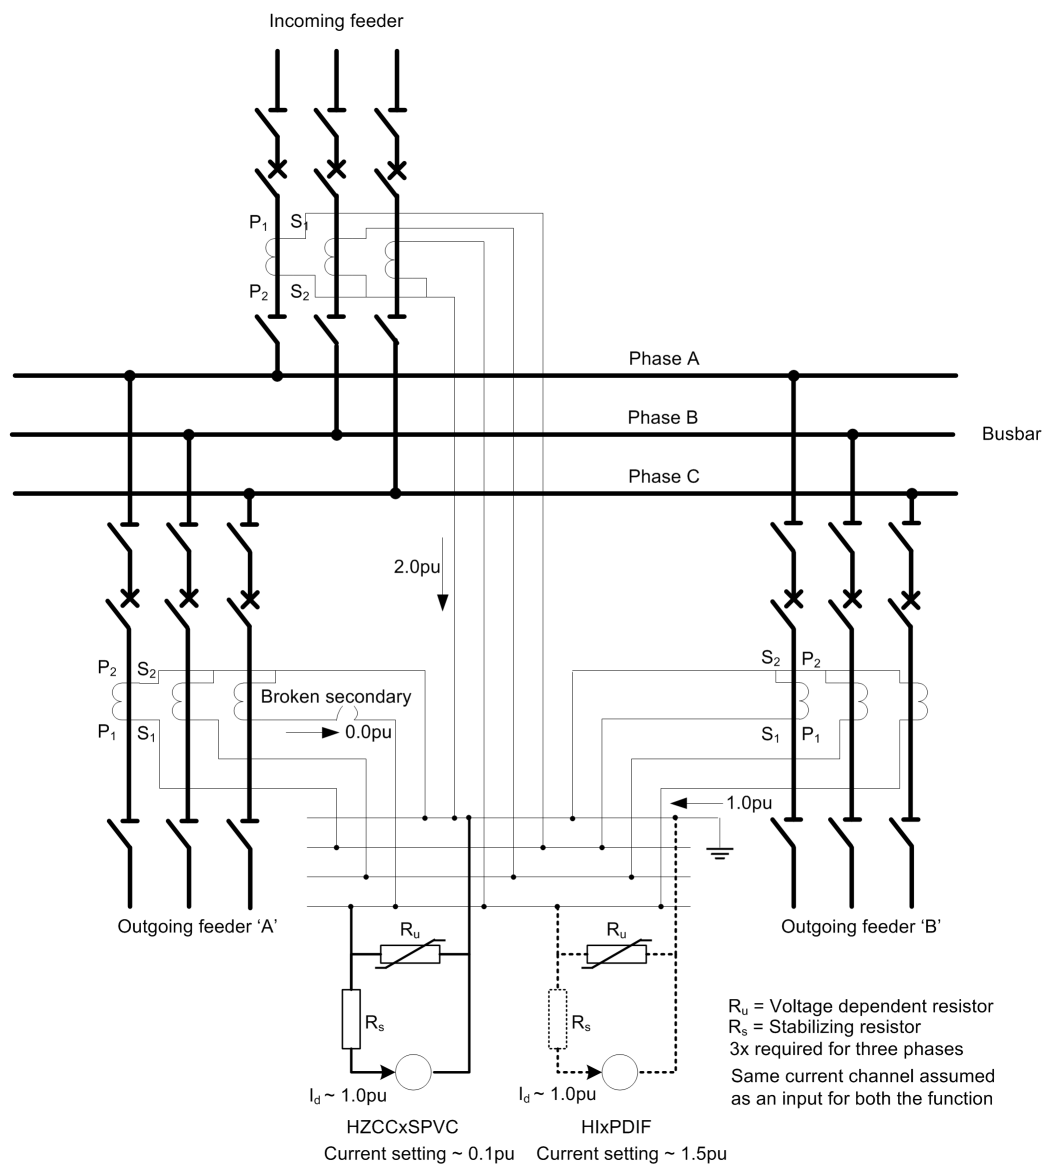 Incoming feeder
P1 S1
P2 S2
Phase A
Phase B
Busbar
Phase C
2.0pu
P2 S2
S2 P2
Broken secondary
P1 S1
0.0pu
S1 P1
1.0pu
Outgoing feeder ‘A’
Outgoing feeder ‘B’
Ru
Ru
Rs
Rs
Ru = Voltage dependent resistor
Rs = Stabilizing resistor
3x required for three phases
Same current channel assumed
as an input for both the function
Id ~ 1.0pu
Id ~ 1.0pu
HZCCxSPVC
HIxPDIF
Current setting ~ 0.1pu
Current setting ~ 1.5pu